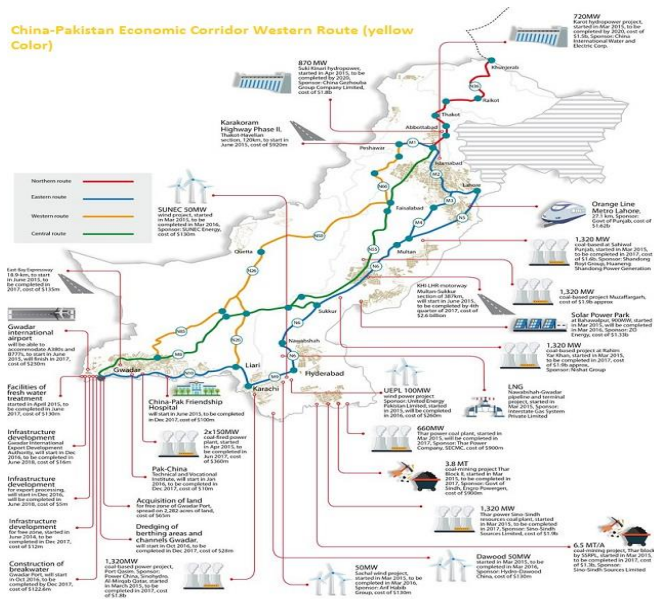 China-Pakistan Economic Corridor Western Route (yellow
Color)
720MW
Karot hydropower project,
started in Mar 2015, to be
completed by 2020, cost of
$1.5b, Sponsor: China
International Water and
Electric Corp.
870 MW
Suki Kinari hydropower,
started in Apr 2015, to be
completed by 2020,
Sponsor: China Gezhouba
Group Company Limited,
cost of $1.8b
Khunjerab
N35
Raikot
Thakot
Karakoram
Highway Phase II,
Thakot-Havelian
section, 120km, to start in
June 2015, cost of $920m
Abbottabad
Peshawar
M1
Islamabad
Northern route
Eastern route
Western route
Central route
M2
Lahore
M3
Faisalabad
M4
N5
Multan
N55
N5
Quetta
N50
N25
SUNEC 50MW
wind project, started
in Mar 2015, to be
completed in Mar 2016,
Sponsor: SUNEC Energy,
cost of $130m
Orange Line
Metro Lahore,
27.1 km, Sponsor:
Government, cost of
$1.62b
1,320 MW
coal-based at Sahiwal
Punjab, started in Mar
2015, to be completed
in 2017, cost of
$1.6b Sponsor: Shandong
Royi Group, Huaneng
Shandong Power Generation
East Bay Expressway
18.9-km, to start
in June 2015,
to be
completed in
2017, cost of $135m
1,320 MW
coal-based project Muzaffargarh,
cost of $1.9b approx
KHI-LHR motorway
Multan-Sukkur
section of 387km,
will start in June 2015,
to be completed by 4th
quarter of 2017, cost of
$2.6 billion
Solar Power Park
at Bahawalpur, 900MW, started
in Mar 2015, will be completed
in Mar 2016, Sponsor: ZO
Energy, cost of $1.33b
Gwadar
international
airport
will be able to
accommodate A380s and
B777s, to start in June
2015, will finish in 2017,
cost of $230m
Sukkur
1,320 MW
coal-based project at Rahim
Yar Khan, started in Mar 2015,
to be completed in 2017,
cost of $1.9b approx,
Sponsor: Nishat Group
Nawabshah
Gwadar
Liari
Karachi
Hyderabad
Facilities of
fresh water
treatment
started in April 2015,
to be completed in June
2017, cost of $130m
China-Pak Friendship
Hospital
will start in June 2015, to be completed
in Dec 2017, cost of $100m
UEPL 100MW
wind power project
Sponsor: United Energy
Pakistan Limited, started
in Mar 2015, will be
completed in Mar
2016, cost of $260m
LNG
Nawabshah-Gwadar
pipeline and terminal
project, started in
Mar 2015, Sponsor:
Interstate Gas System
Private Limited
Infrastructure
development
Gwadar International
Export Development
Authority, will start in Dec
2016, to be completed in
June 2018, cost of $16m
2x150MW
coal-fired power
plant, started
in Apr 2015, to
be completed in
Jun 2017, cost of
$360m
660MW
Thar power coal plant, started
in Mar 2015, will be
completed in 2017,
Sponsor: Thar Power
Company, SECMC, cost of $900m
Pak-China
Technical and Vocational
Institute, will start in Jan
2016, to be completed in
Dec 2017, cost of $10m
3.8 MT
coal-mining project Thar
Block II, started in Mar
2015, to be completed
in 2017,
Sponsor: Govt of
Sindh, Engro Powergen,
cost of $900m
Infrastructure
development
for export processing,
will start in Dec 2016,
will be completed in
June 2018, cost of $5m
Acquisition of land
for free zone of Gwadar Port,
spread on 2,282 acres of land,
cost of $65m
1,320 MW
Thar power Sino-Sindh
resources coal plant, started
in Mar 2015, to be completed
in 2017, Sponsor: Sino-Sindh
Sources Limited, cost of $1.9b
Infrastructure
development
for free zone, started in
June 2014, to be
completed in Dec 2017,
cost of $12m
Dredging of
berthing areas and
channels Gwadar,
will start in Oct 2016, to be completed
in Dec 2017, cost of $28m
Construction of
breakwater
Gwadar Port, will start
in Oct 2016, to be
completed by Dec 2017,
cost of $122.6m
1,320MW
coal based power project,
Port Qasim, Sponsor:
Power China, Sinohydro,
Al-Mirqab Qatar, started
in March 2015, to be
completed in 2017, cost
of $1.8b
50MW
Sachal wind project,
started in Mar 2015, to
be completed in Mar
2016, Sponsor: Arif Habib
Group, cost of $130m
Dawood 50MW
started in Mar 2015, to be
completed in Mar 2016,
Sponsor: Hydro-Dawood
China, cost of $130m
6.5 MT/A
coal-mining project, Thar block
by SSRPL, started in Mar
2015, to be completed in 2017, cost
of $1.3b, Sponsor:
Sino-Sindh Sources Limited